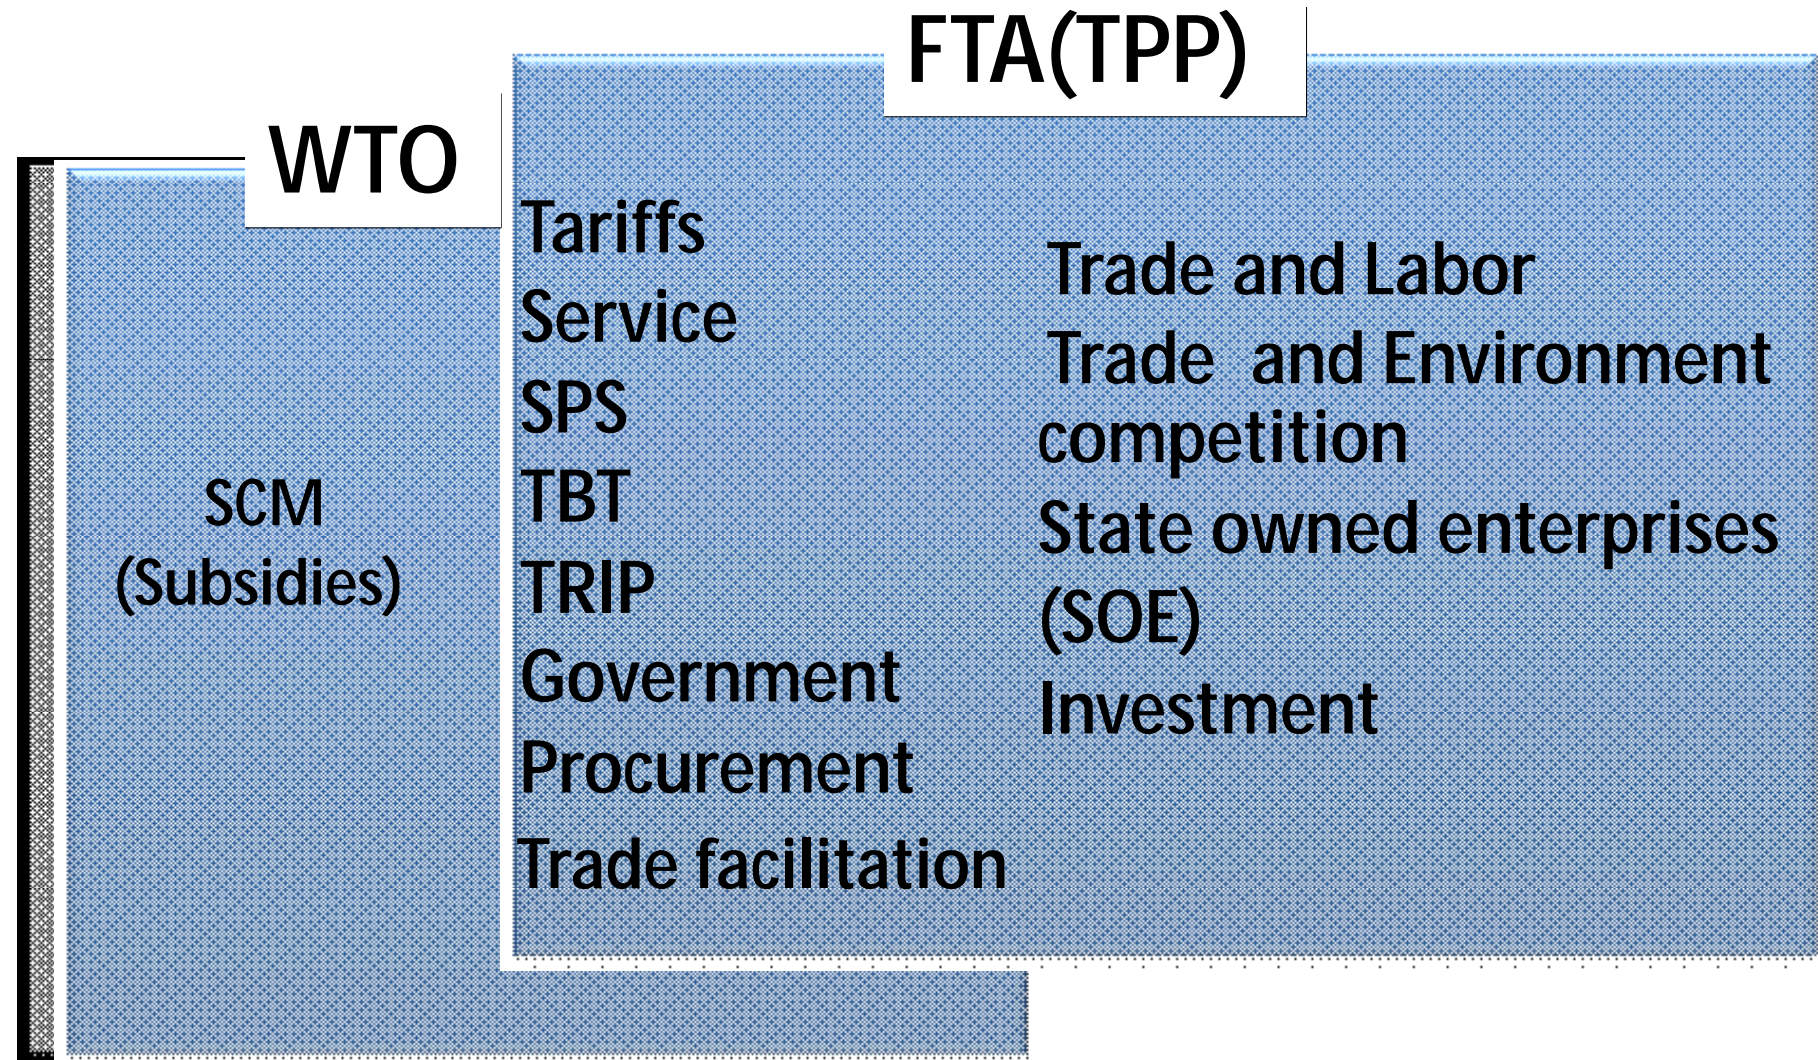 FTA(TPP)
WTO
SCM
(Subsidies)
Tariffs
Service
SPS
TBT
TRIP
Government
Procurement
Trade facilitation
Trade and Labor
Trade and Environment
competition
State owned enterprises
(SOE)
Investment